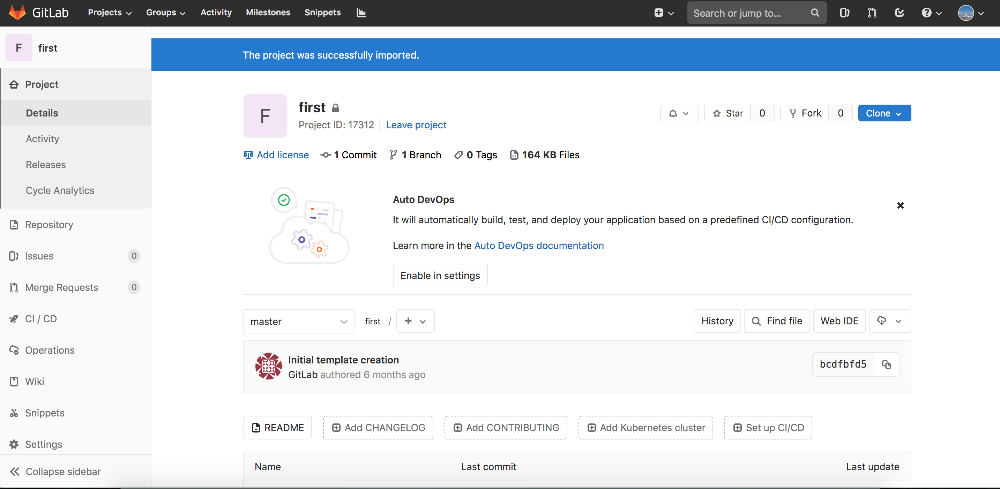 GitLab Projects Groups Activity Milestones Snippets Search or jump to...
F first
The project was successfully imported.
Project
Details
Activity
Releases
Cycle Analytics
Repository
Issues 0
Merge Requests 0
CI / CD
Operations
Wiki
Snippets
Settings
Collapse sidebar
F first
Project ID: 17312 Leave project
Star 0 Fork 0 Clone
Add license 1 Commit 1 Branch 0 Tags 164 KB Files
Auto DevOps
It will automatically build, test, and deploy your application based on a predefined CI/CD configuration.
Learn more in the Auto DevOps documentation
Enable in settings
master first / + History Find file Web IDE
Initial template creation
GitLab authored 6 months ago
bcdfbfd5
README Add CHANGELOG Add CONTRIBUTING Add Kubernetes cluster Set up CI/CD
Name Last commit Last update